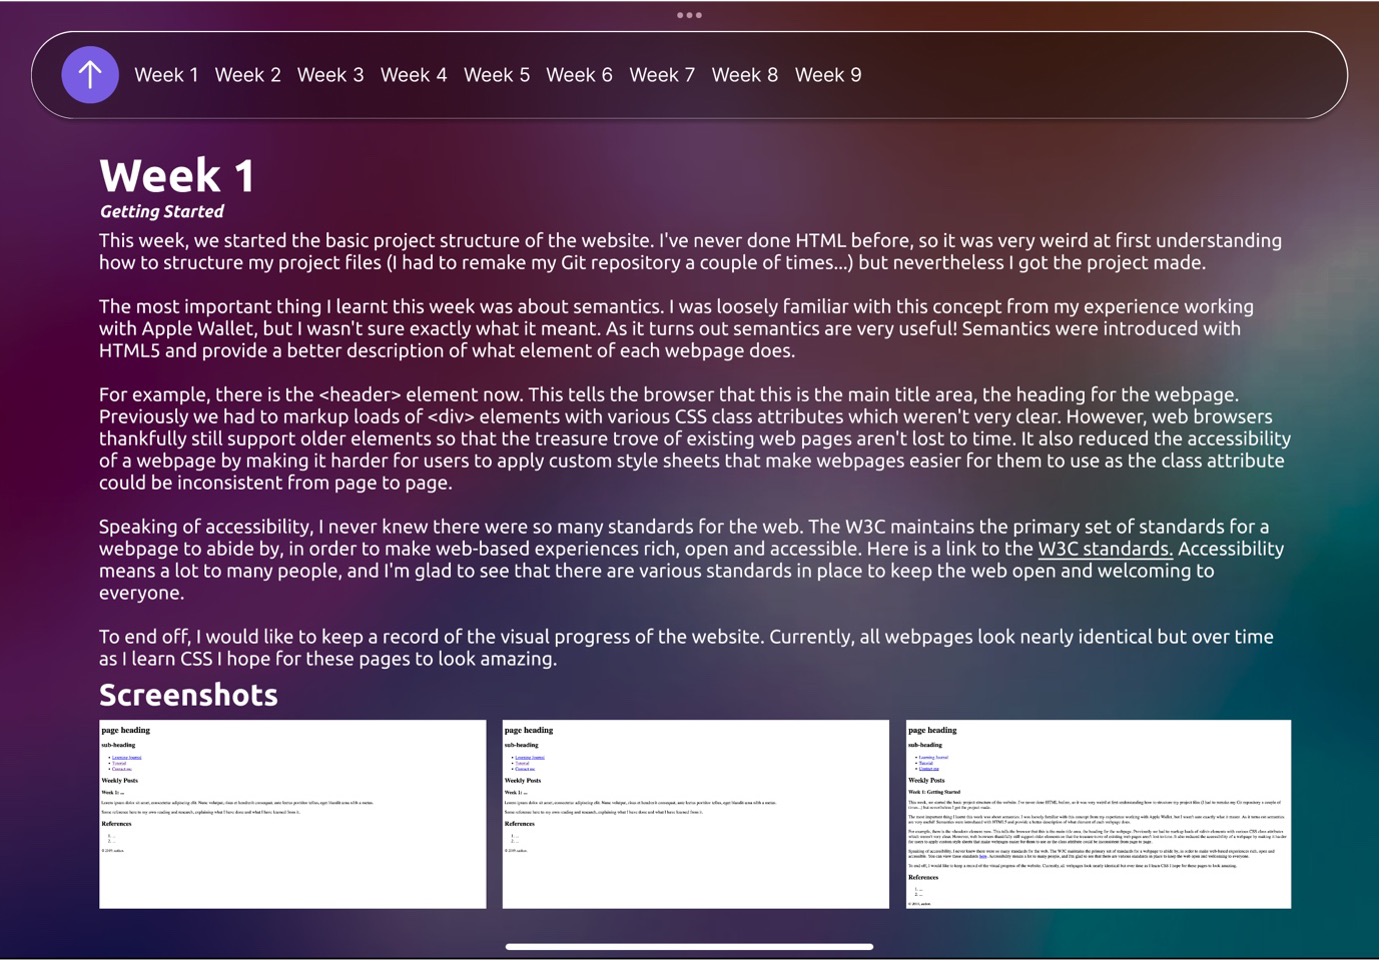 Week 1 Week 2 Week 3 Week 4 Week 5 Week 6 Week 7 Week 8 Week 9
Week 1
Getting Started
This week, we started the basic project structure of the website. I've never done HTML before, so it was very weird at first understanding
how to structure my project files (I had to remake my Git repository a couple of times...) but nevertheless I got the project made.
The most important thing I learnt this week was about semantics. I was loosely familiar with this concept from my experience working
with Apple Wallet, but I wasn't sure exactly what it meant. As it turns out semantics are very useful! Semantics were introduced with
HTML5 and provide a better description of what element of each webpage does.
For example, there is the <header> element now. This tells the browser that this is the main title area, the heading for the webpage.
Previously we had to markup loads of <div> elements with various CSS class attributes which weren't very clear. However, web browsers
thankfully still support older elements so that the treasure trove of existing web pages aren't lost to time. It also reduced the accessibility
of a webpage by making it harder for users to apply custom style sheets that make webpages easier for them to use as the class attribute
could be inconsistent from page to page.
Speaking of accessibility, I never knew there were so many standards for the web. The W3C maintains the primary set of standards for a
webpage to abide by, in order to make web-based experiences rich, open and accessible. Here is a link to the W3C standards. Accessibility
means a lot to many people, and I'm glad to see that there are various standards in place to keep the web open and welcoming to
everyone.
To end off, I would like to keep a record of the visual progress of the website. Currently, all webpages look nearly identical but over time
as I learn CSS I hope for these pages to look amazing.
Screenshots
page heading
sub-heading
Learning Journal
Tutorial
Contact me
Weekly Posts
Week 1: ...
References
page heading
sub-heading
Learning Journal
Tutorial
Contact me
Weekly Posts
Week 1: ...
References
page heading
sub-heading
Learning Journal
Tutorial
Contact me
Weekly Posts
Week 1: Getting Started
References